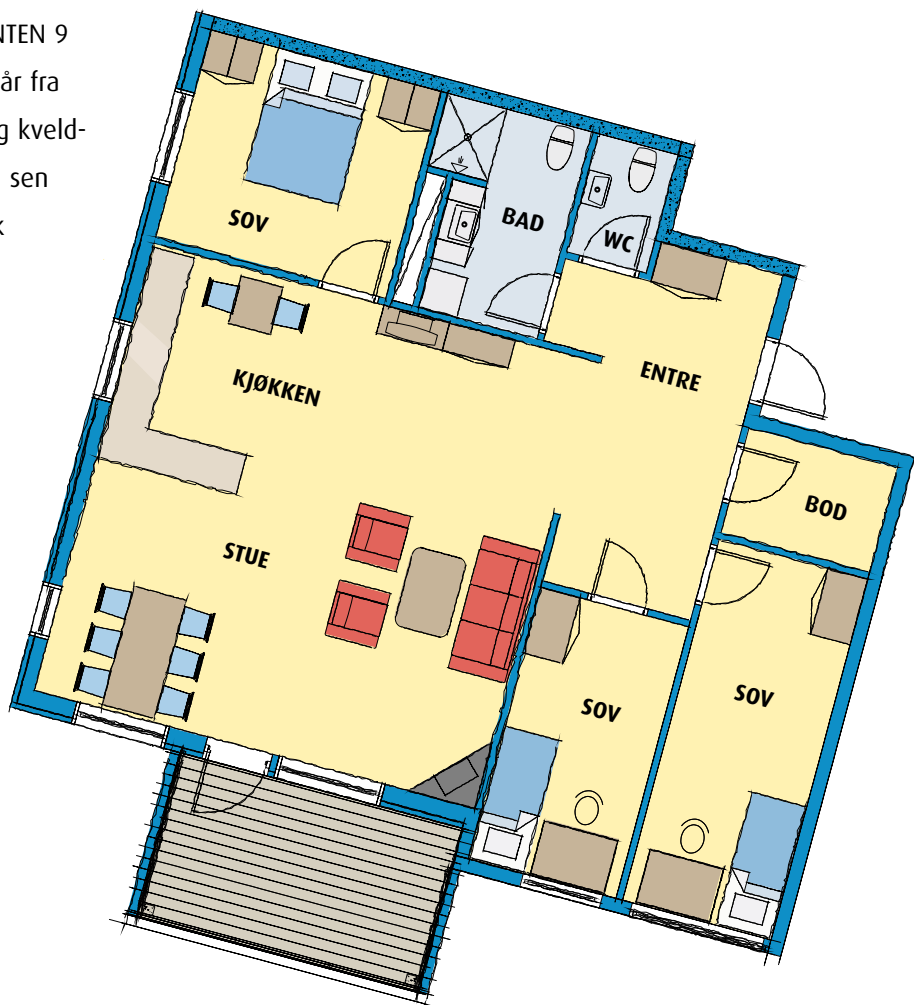 NTEN 9
år fra
g kveld-
sen
k
SOV
BAD
WC
ENTRE
KJØKKEN
BOD
STUE
SOV
SOV